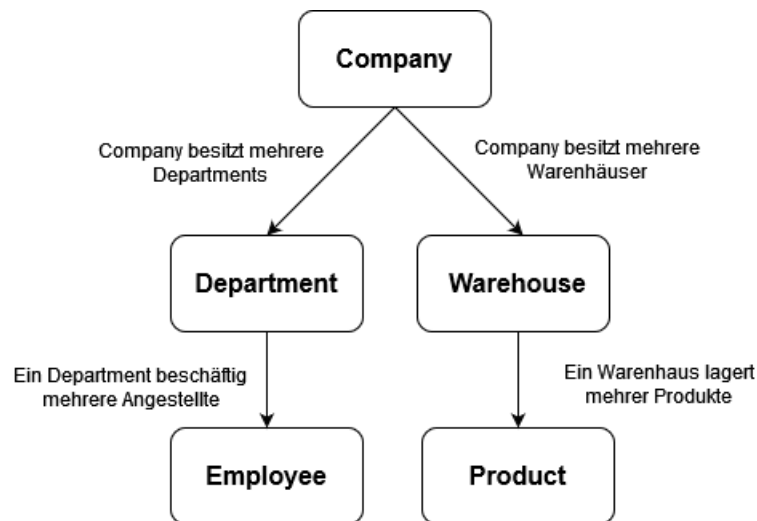 Company
Company besitzt mehrere
Departments
Company besitzt mehrere
Warenhäuser
Department
Warehouse
Ein Department beschäftig
mehrere Angestellte
Ein Warenhaus lagert
mehrer Produkte
Employee
Product